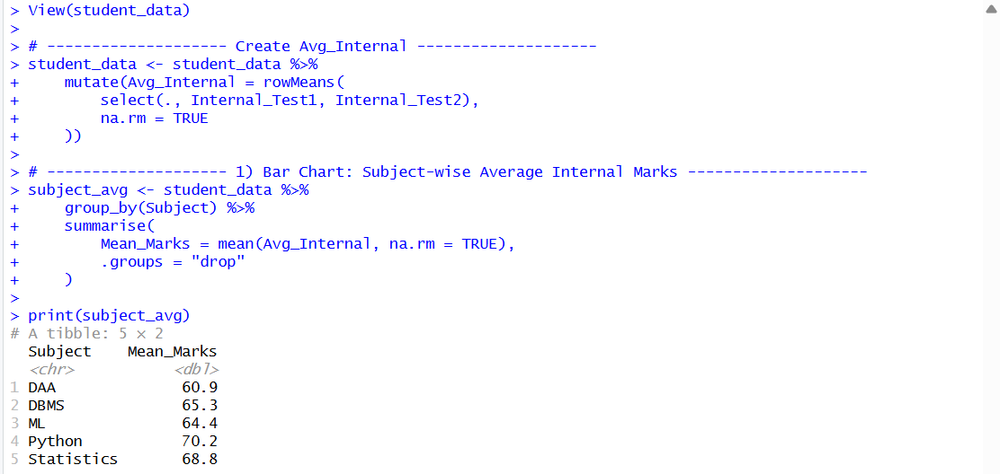 > View(student_data)
>
> # -------------------- Create Avg_Internal --------------------
> student_data <- student_data %>%
+     mutate(Avg_Internal = rowMeans(
+         select(., Internal_Test1, Internal_Test2),
+         na.rm = TRUE
+     ))
>
> # -------------------- 1) Bar Chart: Subject-wise Average Internal Marks --------------------
> subject_avg <- student_data %>%
+     group_by(Subject) %>%
+     summarise(
+         Mean_Marks = mean(Avg_Internal, na.rm = TRUE),
+         .groups = "drop"
+     )
>
> print(subject_avg)
# A tibble: 5 × 2
  Subject    Mean_Marks
  <chr>           <dbl>
1 DAA              60.9
2 DBMS             65.3
3 ML               64.4
4 Python           70.2
5 Statistics       68.8